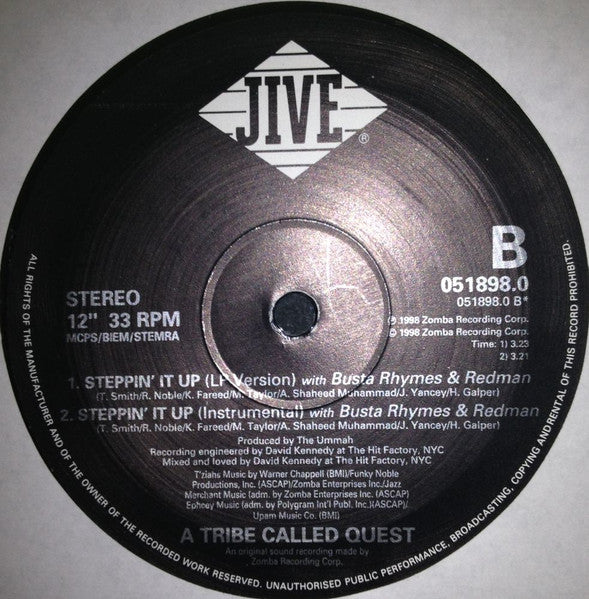 JIVE
®
B
051898.0
051898.0 B*
STEREO
12" 33 RPM
MCPS/BIEM/STEMRA
℗ 1998 Zomba Recording Corp.
© 1998 Zomba Recording Corp.
Time: 1) 3.23
2) 3.21
1. STEPPIN' IT UP (LP Version) with Busta Rhymes & Redman
(T. Smith/R. Noble/K. Fareed/M. Taylor/A. Shaheed Muhammad/J. Yancey/H. Galper)
2. STEPPIN' IT UP (Instrumental) with Busta Rhymes & Redman
(T. Smith/R. Noble/K. Fareed/M. Taylor/A. Shaheed Muhammad/J. Yancey/H. Galper)
Produced by The Ummah
Recording engineered by David Kennedy at The Hit Factory, NYC
Mixed and loved by David Kennedy at The Hit Factory, NYC
T'ziahs Music by Warner Chappell (BMI)/Funky Noble
Productions, Inc. (ASCAP)/Zomba Enterprises Inc./Jazz
Merchant Music (adm. by Zomba Enterprises Inc. (ASCAP)
Ephcey Music (adm. by Polygram Int'l Publ. Inc.)(ASCAP)/
Upam Music Co. (BMI)
A TRIBE CALLED QUEST
An original sound recording made by
Zomba Recording Corp.
ALL RIGHTS OF THE MANUFACTURER AND OF THE OWNER OF THE RECORDED WORK RESERVED. UNAUTHORISED PUBLIC PERFORMANCE, BROADCASTING, COPYING AND RENTAL OF THIS RECORD PROHIBITED.